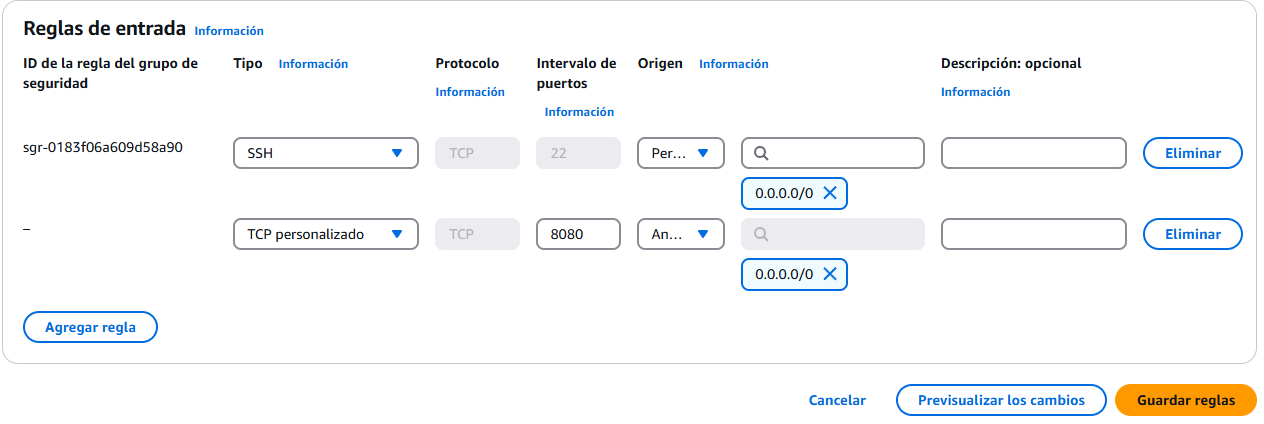 Reglas de entrada Información
ID de la regla del grupo de seguridad
Tipo Información
Protocolo Información
Intervalo de puertos Información
Origen Información
Descripción: opcional Información
sgr-0183f06a609d58a90
SSH
TCP
22
Per...
0.0.0.0/0
Eliminar
–
TCP personalizado
TCP
8080
An...
0.0.0.0/0
Eliminar
Agregar regla
Cancelar
Previsualizar los cambios
Guardar reglas